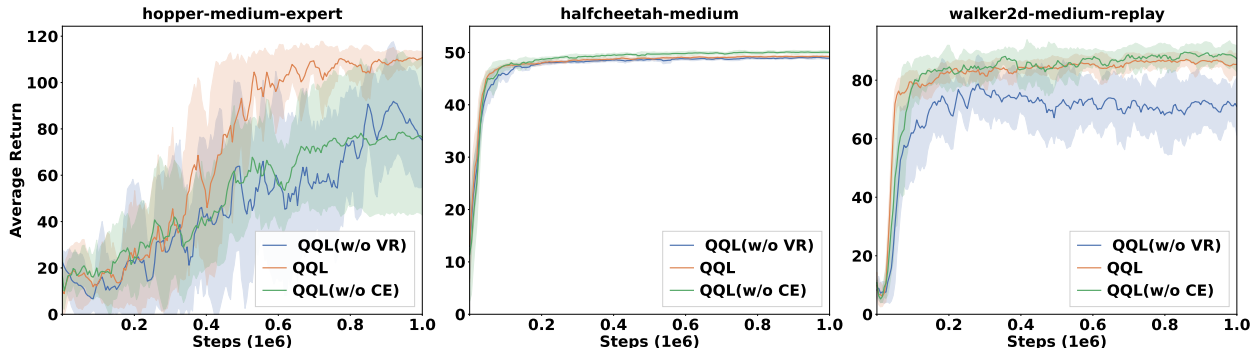 hopper-medium-expert
120
100
80
60
40
20
0
Average Return
0.2 0.4 0.6 0.8 1.0
Steps (1e6)
QQL(w/o VR)
QQL
QQL(w/o CE)
halfcheetah-medium
50
40
30
20
10
0
0.2 0.4 0.6 0.8 1.0
Steps (1e6)
QQL(w/o VR)
QQL
QQL(w/o CE)
walker2d-medium-replay
80
60
40
20
0
0.2 0.4 0.6 0.8 1.0
Steps (1e6)
QQL(w/o VR)
QQL
QQL(w/o CE)